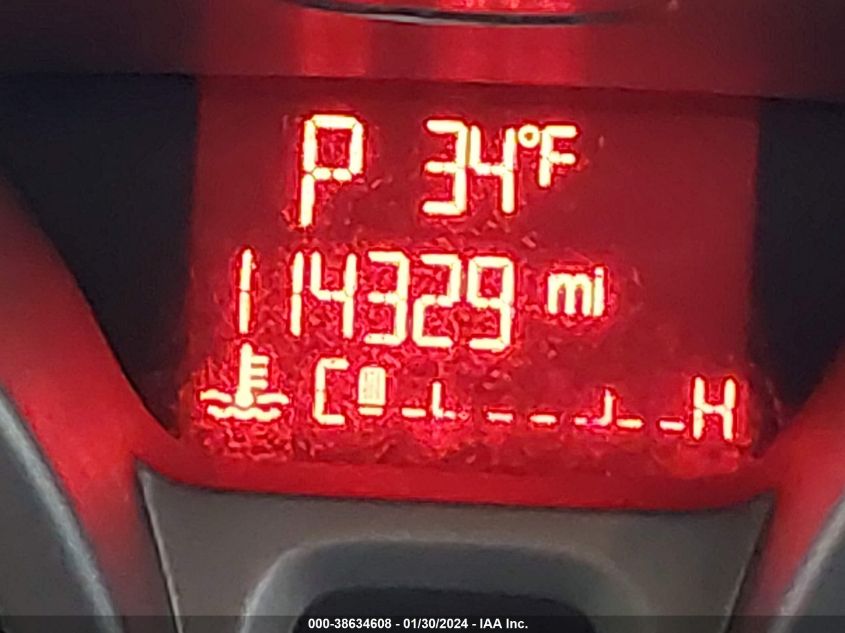 P 34°F
114329 mi
C H
000-38634608 - 01/30/2024 - IAA Inc.